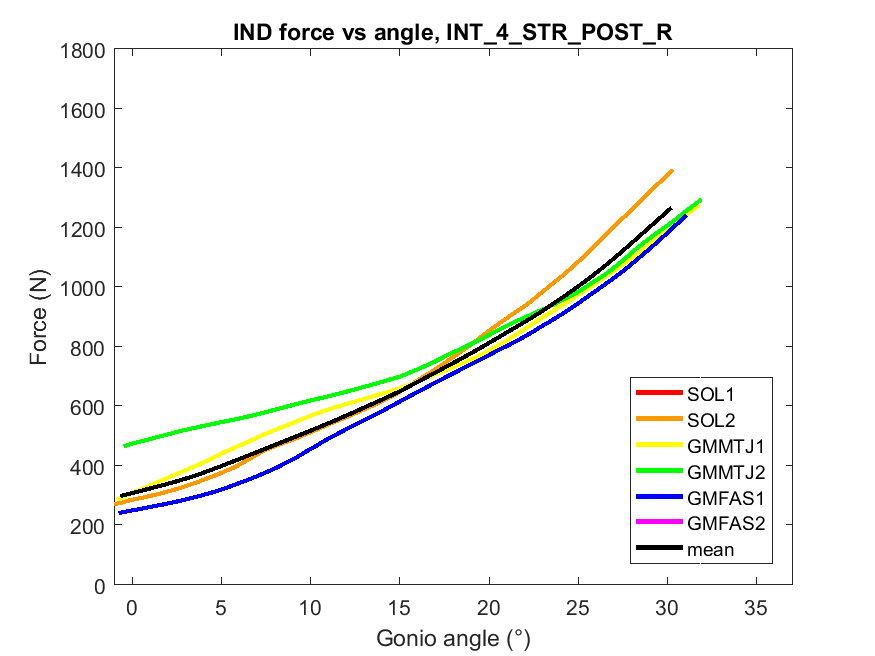 IND force vs angle, INT_4_STR_POST_R
1800
1600
1400
1200
1000
800
600
400
200
0
Force (N)
0 5 10 15 20 25 30 35
Gonio angle (°)
SOL1
SOL2
GMMTJ1
GMMTJ2
GMFAS1
GMFAS2
mean